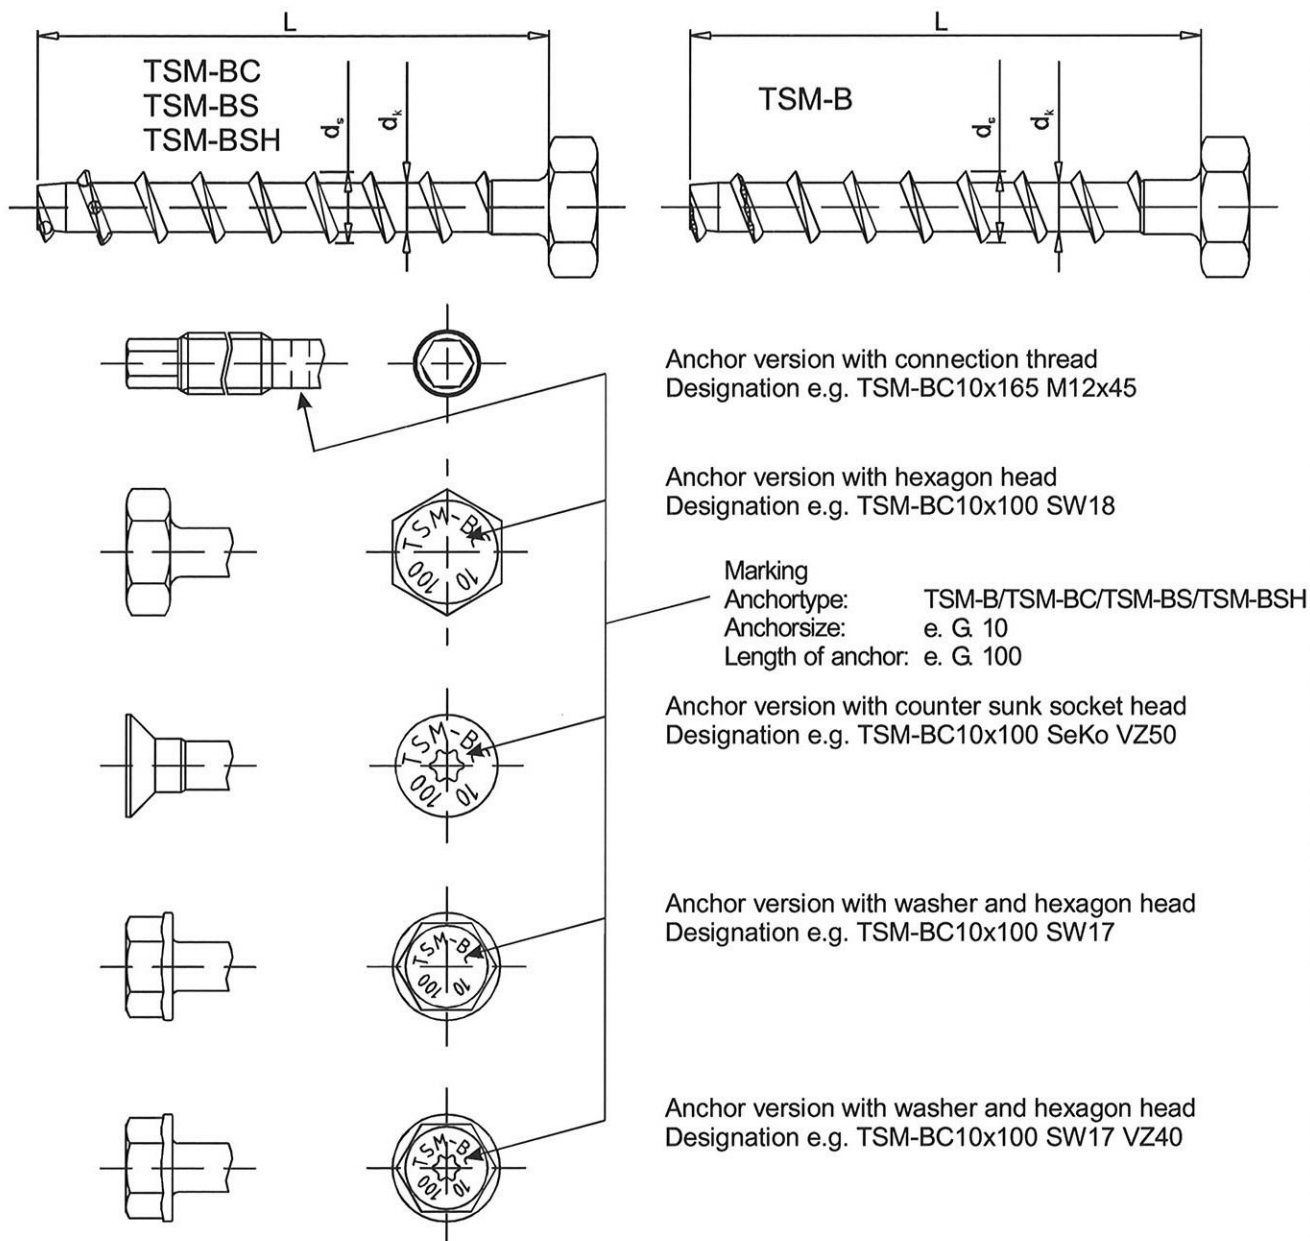 L
L
TSM-BC
TSM-BS
TSM-BSH
TSM-B
ds
dk
ds
dk
Anchor version with connection thread
Designation e.g. TSM-BC10x165 M12x45
Anchor version with hexagon head
Designation e.g. TSM-BC10x100 SW18
TSM-BC
10
100
Marking
Anchortype: TSM-B/TSM-BC/TSM-BS/TSM-BSH
Anchorsize: e. G. 10
Length of anchor: e. G. 100
Anchor version with counter sunk socket head
Designation e.g. TSM-BC10x100 SeKo VZ50
TSM-BC
10
100
Anchor version with washer and hexagon head
Designation e.g. TSM-BC10x100 SW17
TSM-BC
10
100
Anchor version with washer and hexagon head
Designation e.g. TSM-BC10x100 SW17 VZ40
TSM-BC
10
100